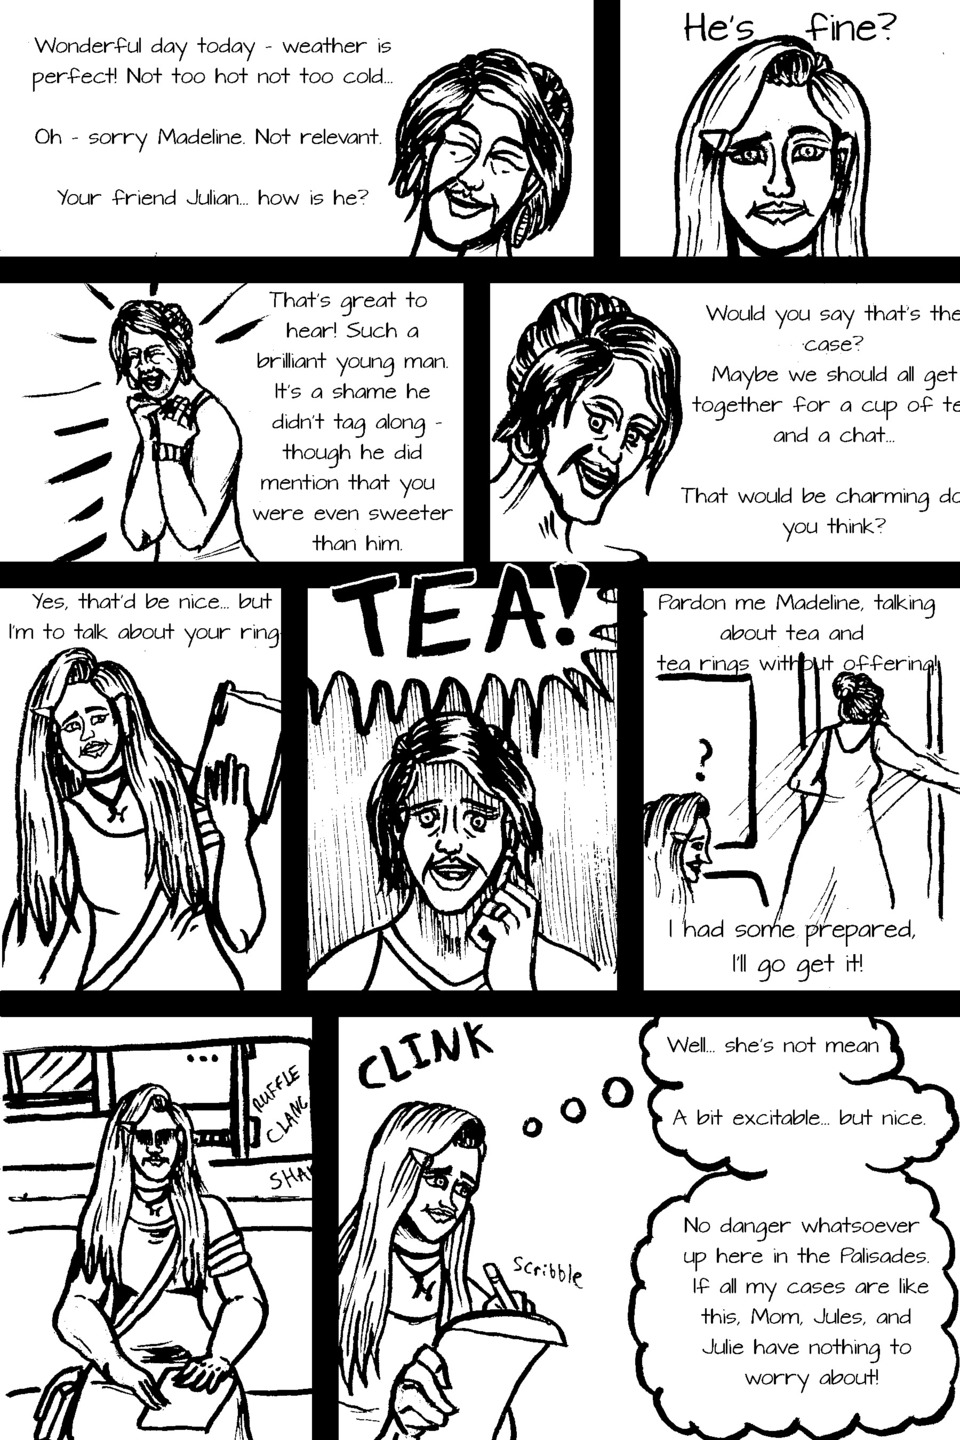 Wonderful day today - weather is
perfect! Not too hot not too cold...
Oh - sorry Madeline. Not relevant.
Your friend Julian... how is he?
He's fine?
That's great to
hear! Such a
brilliant young man.
It's a shame he
didn't tag along -
though he did
mention that you
were even sweeter
than him.
Would you say that's the
case?
Maybe we should all get
together for a cup of te
and a chat...
That would be charming do
you think?
Yes, that'd be nice... but
I'm to talk about your ring
TEA!
Pardon me Madeline, talking
about tea and
tea rings without offering!
?
I had some prepared,
I'll go get it!
RUFFLE
CLANC
SHA
CLINK
Scribble
Well... she's not mean
A bit excitable... but nice.
No danger whatsoever
up here in the Palisades.
If all my cases are like
this, Mom, Jules, and
Julie have nothing to
worry about!